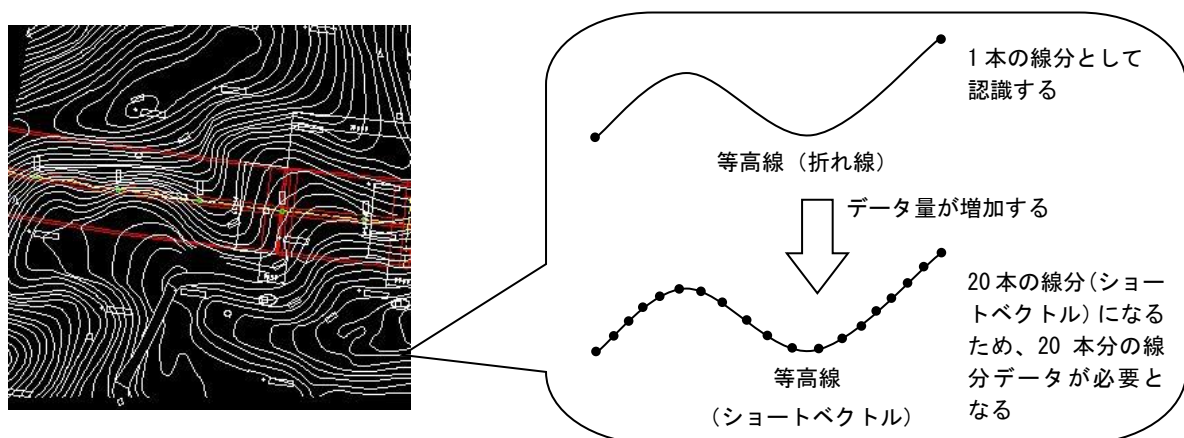 1本の線分として
認識する
等高線（折れ線）
データ量が増加する
20本の線分(ショー
トベクトル)になる
ため、20 本分の線
分データが必要と
なる
等高線
（ショートベクトル）